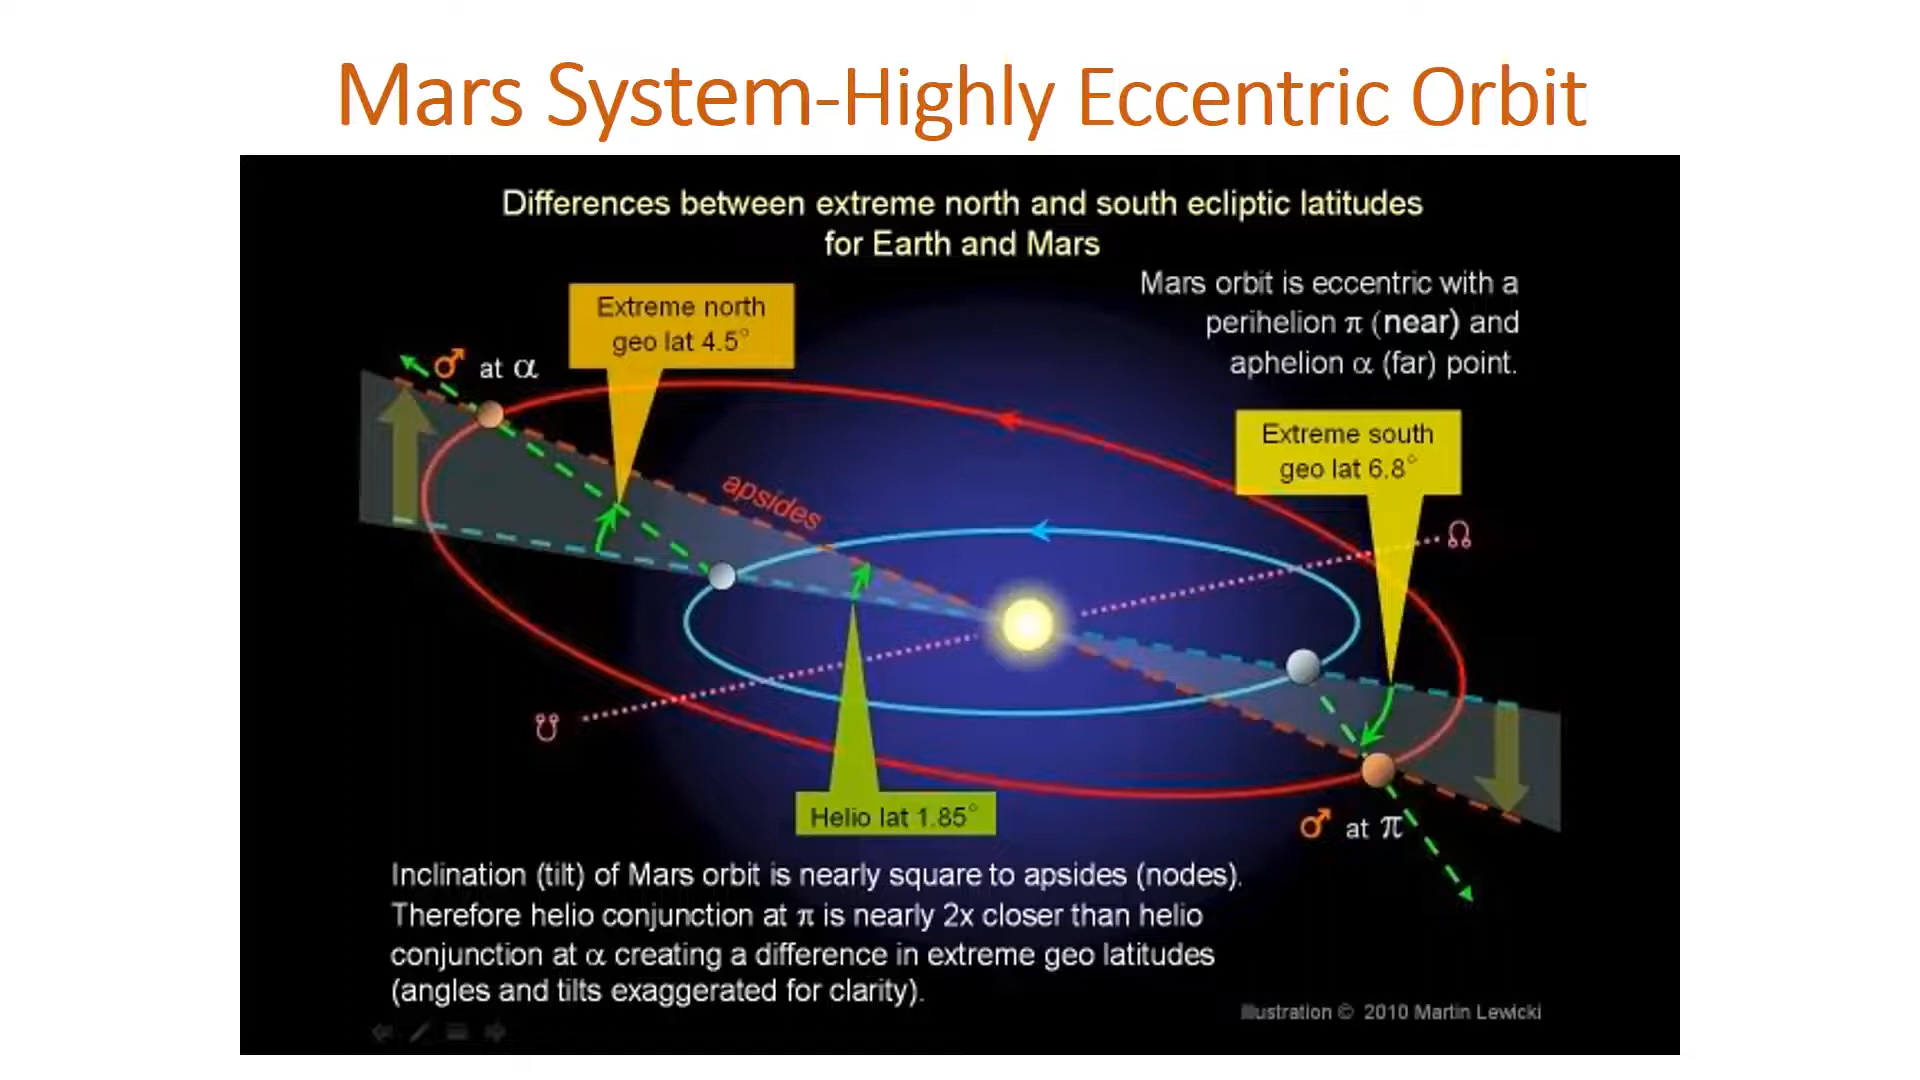 Mars System-Highly Eccentric Orbit
Differences between extreme north and south ecliptic latitudes
for Earth and Mars
Mars orbit is eccentric with a
perihelion π (near) and
aphelion α (far) point.
Extreme north
geo lat 4.5°
♂ at α
Extreme south
geo lat 6.8°
apsides
☊
☋
Helio lat 1.85°
♂ at π
Inclination (tilt) of Mars orbit is nearly square to apsides (nodes).
Therefore helio conjunction at π is nearly 2x closer than helio
conjunction at α creating a difference in extreme geo latitudes
(angles and tilts exaggerated for clarity).
Illustration © 2010 Martin Lewicki